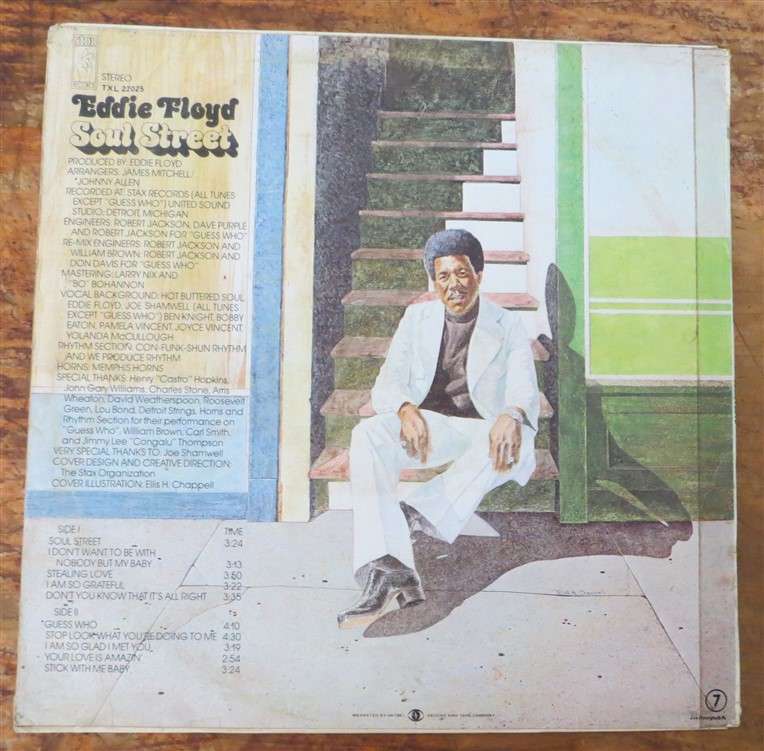 STEREO
TXL 22025
Eddie Floyd
Soul Street
PRODUCED BY: EDDIE FLOYD
ARRANGERS: JAMES MITCHELL/
*JOHNNY ALLEN
RECORDED AT: STAX RECORDS (ALL TUNES
EXCEPT "GUESS WHO") UNITED SOUND
STUDIO: DETROIT, MICHIGAN
ENGINEERS: ROBERT JACKSON, DAVE PURPLE
AND ROBERT JACKSON FOR "GUESS WHO"
RE-MIX ENGINEERS: ROBERT JACKSON AND
WILLIAM BROWN: ROBERT JACKSON AND
DON DAVIS FOR "GUESS WHO"
MASTERING: LARRY NIX AND
"BO" BOHANNON
VOCAL BACKGROUND: HOT BUTTERED SOUL
EDDIE FLOYD, JOE SHAMWELL (ALL TUNES
EXCEPT "GUESS WHO") BEN KNIGHT, BOBBY
EATON, PAMELA VINCENT, JOYCE VINCENT,
YOLANDA McCULLOUGH
RHYTHM SECTION: CON-FUNK-SHUN RHYTHM
AND WE PRODUCE RHYTHM
HORNS: MEMPHIS HORNS
SPECIAL THANKS: Henry "Castro" Hopkins,
John Gary Williams, Charles Stone, Arris
Wheaton, David Weatherspoon, Roosevelt
Green, Lou Bond, Detroit Strings, Horns and
Rhythm Section for their performance on
"Guess Who", William Brown, Carl Smith,
and Jimmy Lee "Congalu" Thompson
VERY SPECIAL THANKS TO: Joe Shamwell
COVER DESIGN AND CREATIVE DIRECTION:
The Stax Organization
COVER ILLUSTRATION: Ellis H. Chappell
SIDE I TIME
SOUL STREET 3:24
I DON'T WANT TO BE WITH
NOBODY BUT MY BABY 3:13
STEALING LOVE 3:50
I AM SO GRATEFUL 3:22
DON'T YOU KNOW THAT IT'S ALL RIGHT 3:35
SIDE II
*GUESS WHO 4:10
STOP LOOK WHAT YOU'RE DOING TO ME 4:30
I AM SO GLAD I MET YOU 3:19
YOUR LOVE IS AMAZIN' 2:54
STICK WITH ME BABY 3:24
7